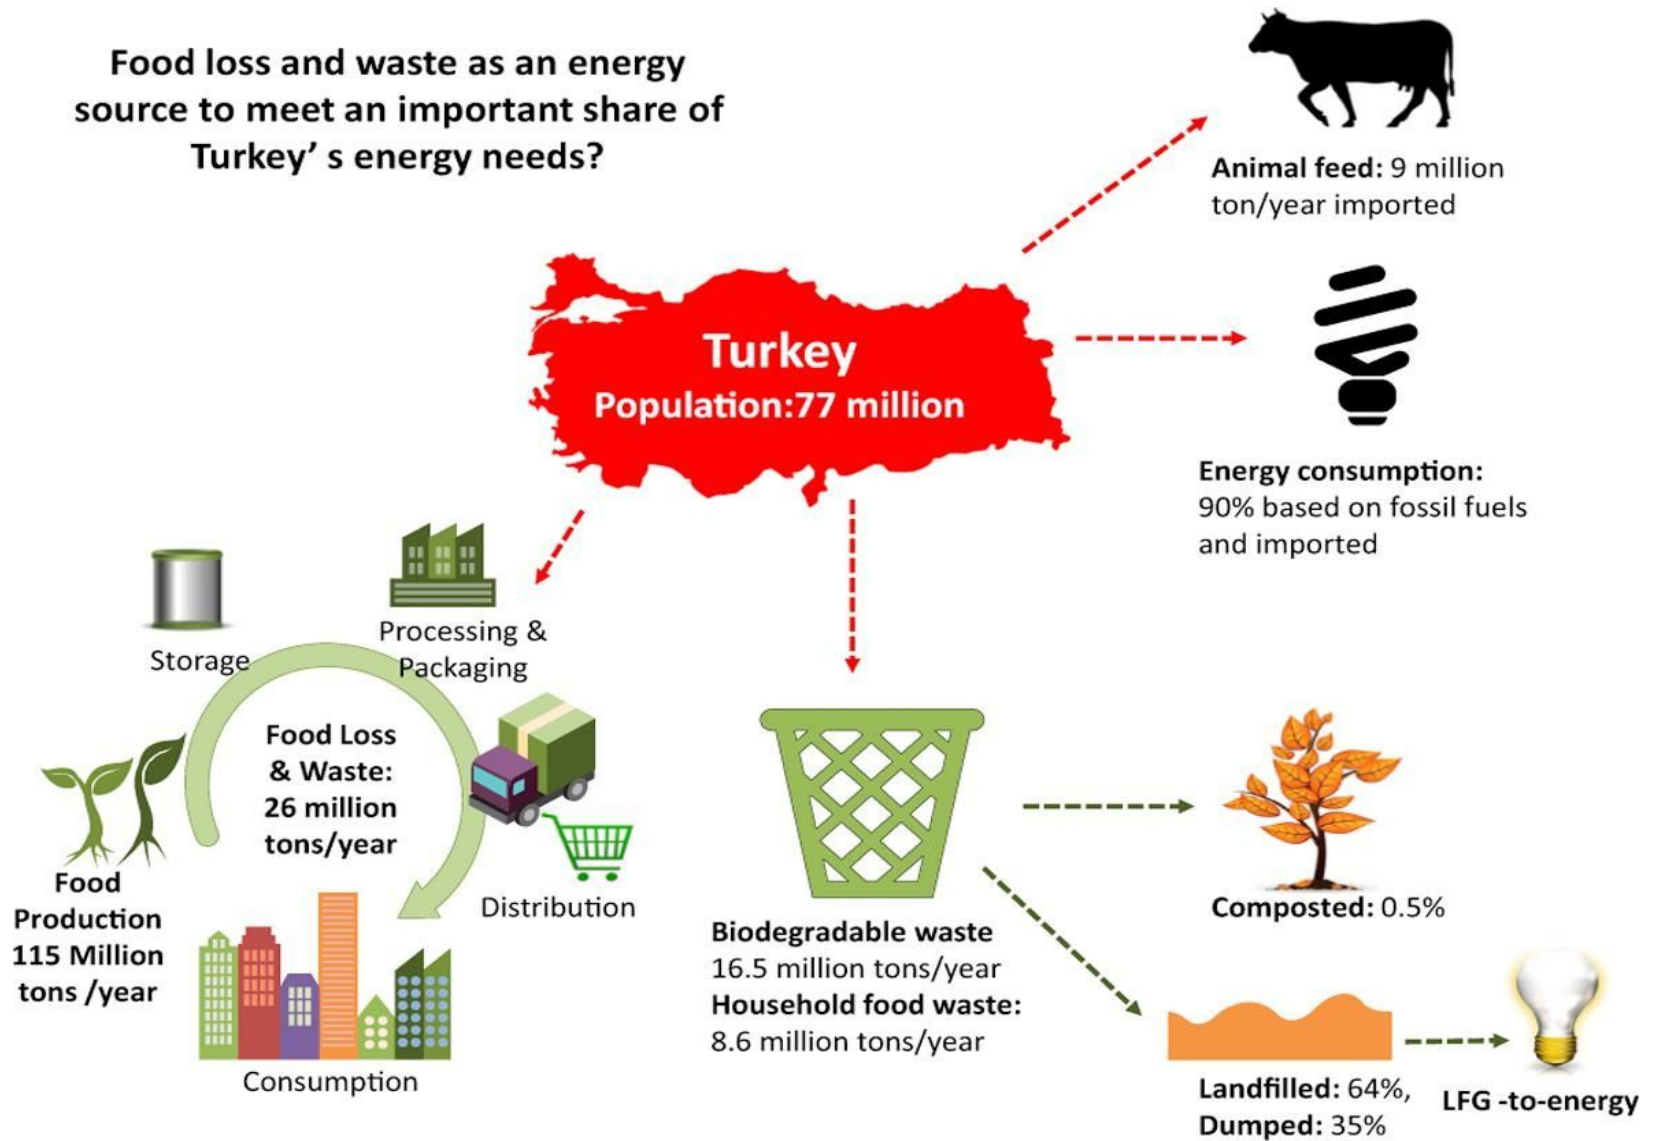 Food loss and waste as an energy
source to meet an important share of
Turkey’ s energy needs?
Animal feed: 9 million
ton/year imported
Turkey
Population:77 million
Energy consumption:
90% based on fossil fuels
and imported
Storage
Processing &
Packaging
Food Loss
& Waste:
26 million
tons/year
Food
Production
115 Million
tons /year
Distribution
Consumption
Biodegradable waste
16.5 million tons/year
Household food waste:
8.6 million tons/year
Composted: 0.5%
Landfilled: 64%,
Dumped: 35%
LFG -to-energy